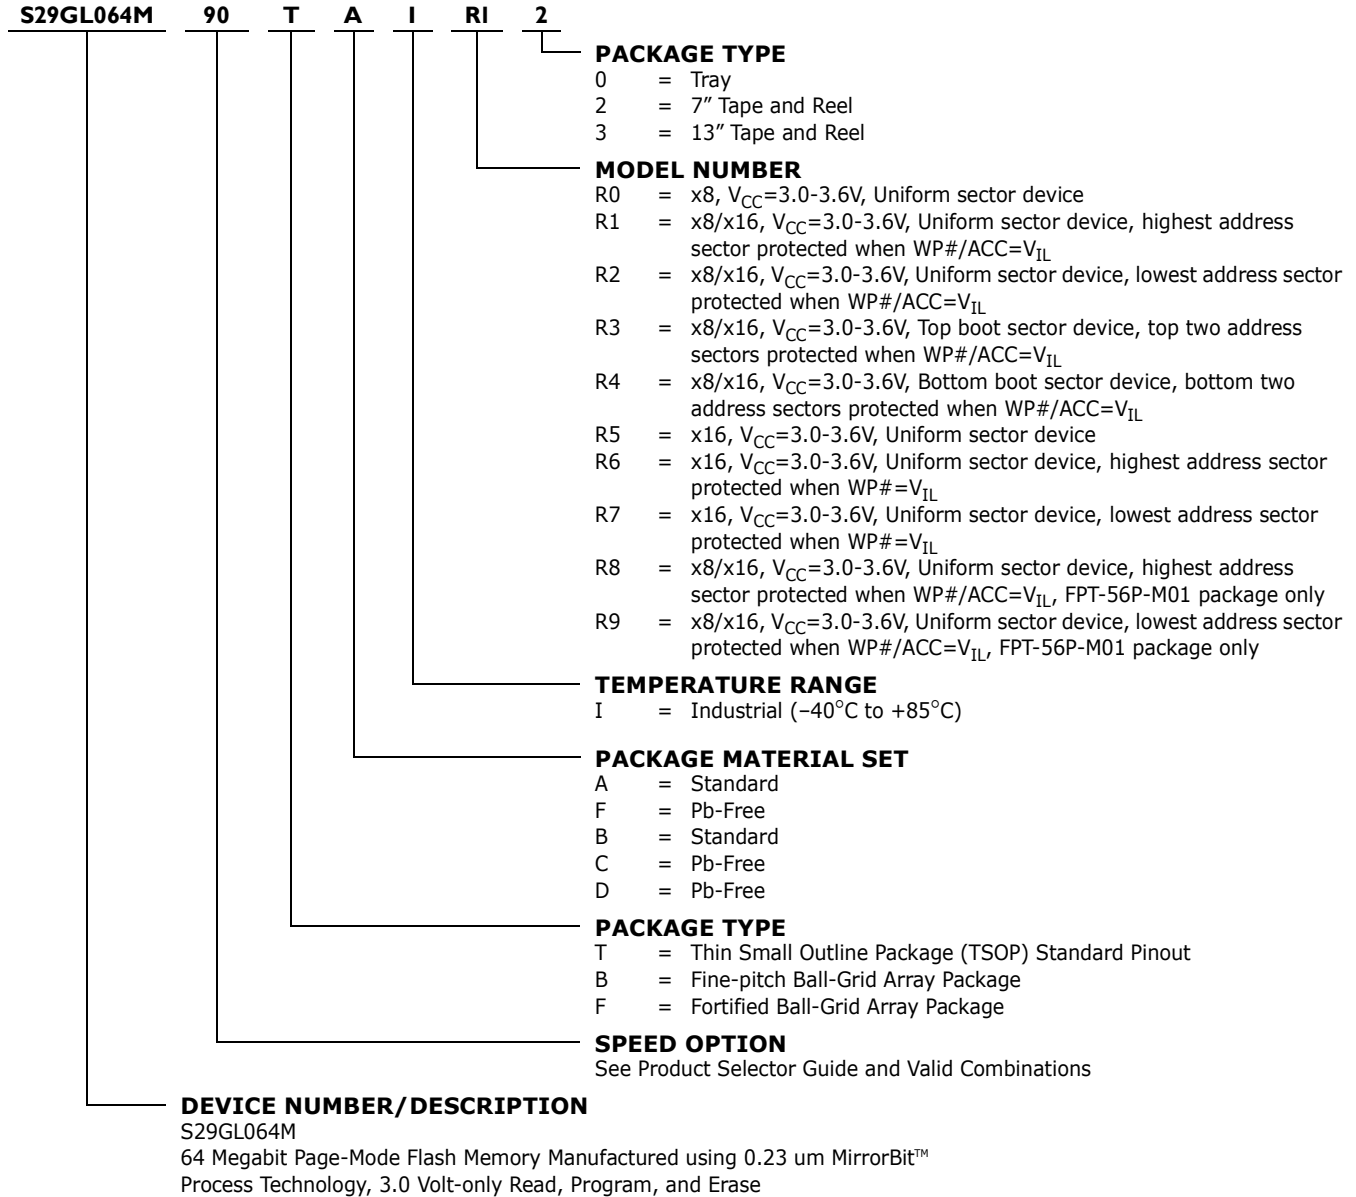 S29GL064M 90 T A I R1 2
PACKAGE TYPE
0 = Tray
2 = 7" Tape and Reel
3 = 13" Tape and Reel
MODEL NUMBER
R0 = x8, VCC=3.0-3.6V, Uniform sector device
R1 = x8/x16, VCC=3.0-3.6V, Uniform sector device, highest address
sector protected when WP#/ACC=VIL
R2 = x8/x16, VCC=3.0-3.6V, Uniform sector device, lowest address sector
protected when WP#/ACC=VIL
R3 = x8/x16, VCC=3.0-3.6V, Top boot sector device, top two address
sectors protected when WP#/ACC=VIL
R4 = x8/x16, VCC=3.0-3.6V, Bottom boot sector device, bottom two
address sectors protected when WP#/ACC=VIL
R5 = x16, VCC=3.0-3.6V, Uniform sector device
R6 = x16, VCC=3.0-3.6V, Uniform sector device, highest address sector
protected when WP#=VIL
R7 = x16, VCC=3.0-3.6V, Uniform sector device, lowest address sector
protected when WP#=VIL
R8 = x8/x16, VCC=3.0-3.6V, Uniform sector device, highest address
sector protected when WP#/ACC=VIL, FPT-56P-M01 package only
R9 = x8/x16, VCC=3.0-3.6V, Uniform sector device, lowest address sector
protected when WP#/ACC=VIL, FPT-56P-M01 package only
TEMPERATURE RANGE
I = Industrial (–40°C to +85°C)
PACKAGE MATERIAL SET
A = Standard
F = Pb-Free
B = Standard
C = Pb-Free
D = Pb-Free
PACKAGE TYPE
T = Thin Small Outline Package (TSOP) Standard Pinout
B = Fine-pitch Ball-Grid Array Package
F = Fortified Ball-Grid Array Package
SPEED OPTION
See Product Selector Guide and Valid Combinations
DEVICE NUMBER/DESCRIPTION
S29GL064M
64 Megabit Page-Mode Flash Memory Manufactured using 0.23 um MirrorBit™
Process Technology, 3.0 Volt-only Read, Program, and Erase